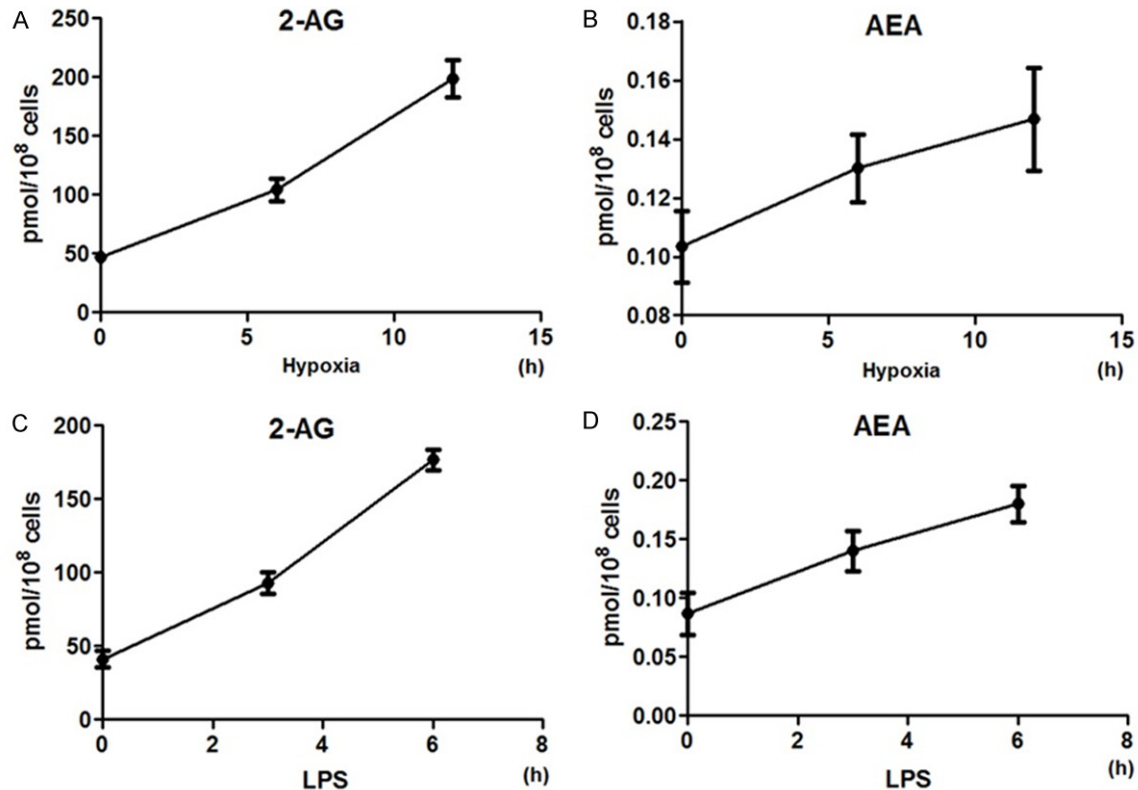 A
2-AG
pmol/10⁸ cells
250
200
150
100
50
0
0 5 10 15
Hypoxia (h)
B
AEA
pmol/10⁸ cells
0.18
0.16
0.14
0.12
0.10
0.08
0 5 10 15
Hypoxia (h)
C
2-AG
pmol/10⁸ cells
200
150
100
50
0
0 2 4 6 8
LPS (h)
D
AEA
pmol/10⁸ cells
0.25
0.20
0.15
0.10
0.05
0.00
0 2 4 6 8
LPS (h)